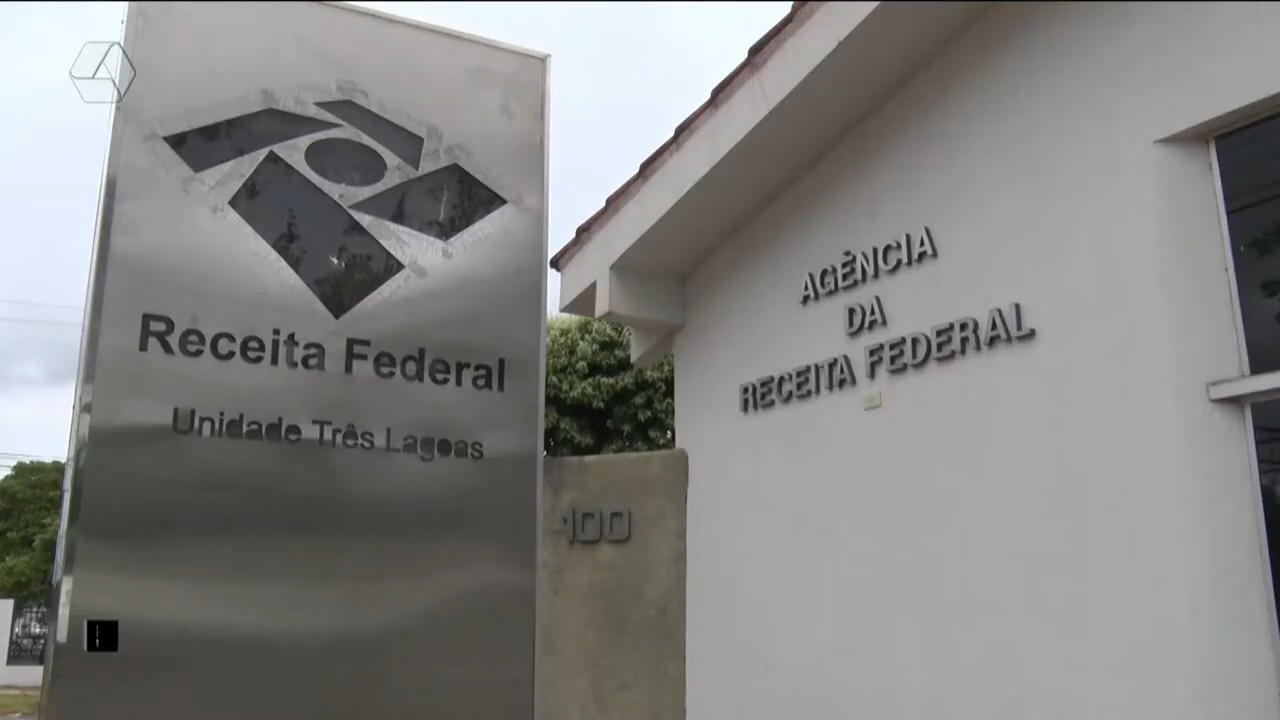 Receita Federal
Unidade Três Lagoas
100
AGÊNCIA
DA
RECEITA FEDERAL